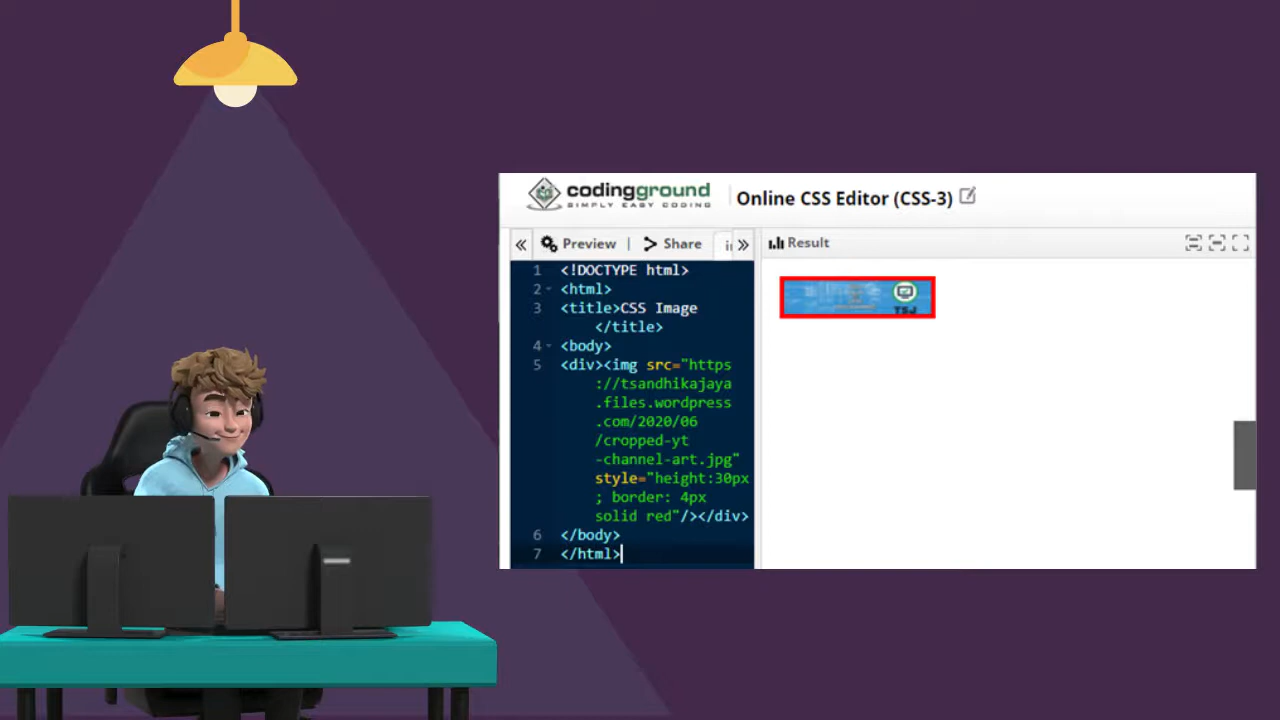 codingground
SIMPLY EASY CODING
Online CSS Editor (CSS-3)
« Preview | Share »
Result
1 <!DOCTYPE html>
2 <html>
3 <title>CSS Image
</title>
4 <body>
5 <div><img src="https
://tsandhikajaya
.files.wordpress
.com/2020/06
/cropped-yt
-channel-art.jpg"
style="height:30px
; border: 4px
solid red"/></div>
6 </body>
7 </html>
TSJ